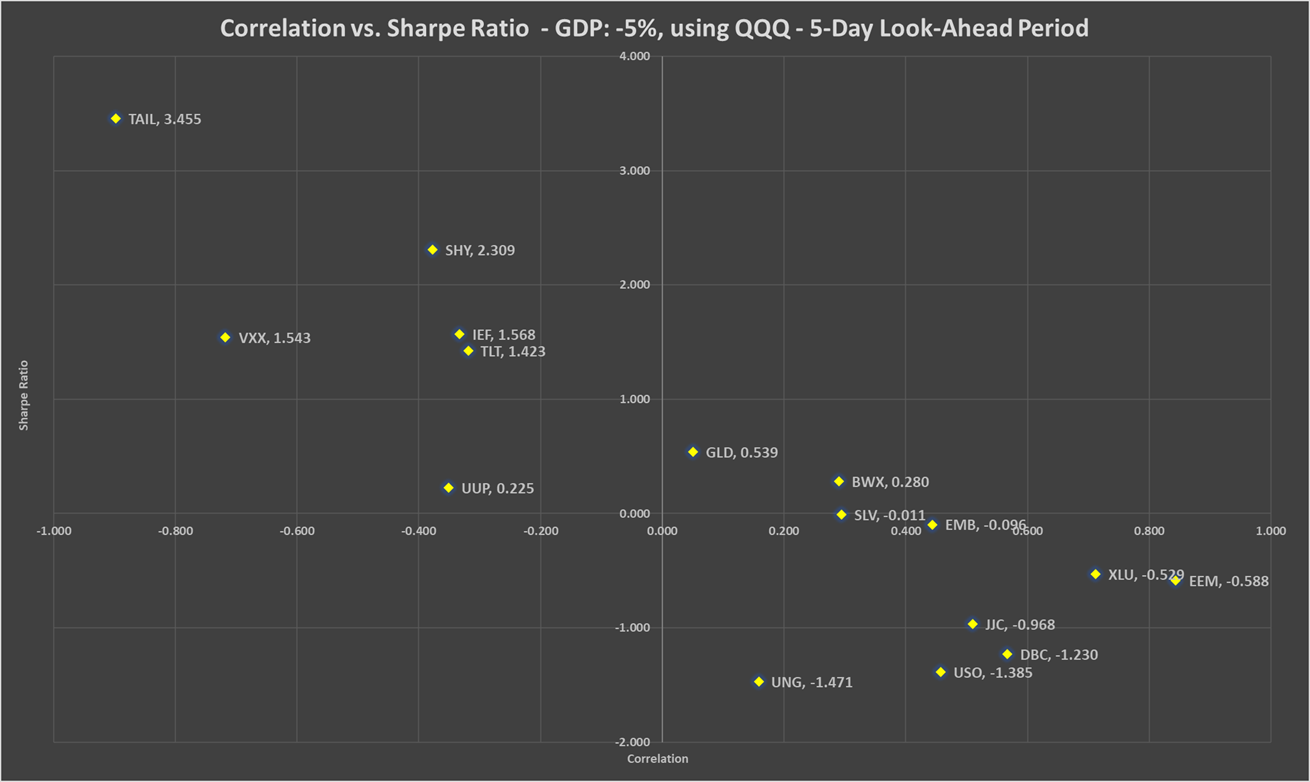 Correlation vs. Sharpe Ratio - GDP: -5%, using QQQ - 5-Day Look-Ahead Period
4.000
TAIL, 3.455
3.000
SHY, 2.309
2.000
VXX, 1.543
IEF, 1.568
TLT, 1.423
Sharpe Ratio
1.000
GLD, 0.539
UUP, 0.225
BWX, 0.280
0.000
SLV, -0.011
EMB, -0.096
-1.000 -0.800 -0.600 -0.400 -0.200 0.000 0.200 0.400 0.600 0.800 1.000
XLU, -0.529
EEM, -0.588
-1.000
JJC, -0.968
DBC, -1.230
USO, -1.385
UNG, -1.471
-2.000
Correlation